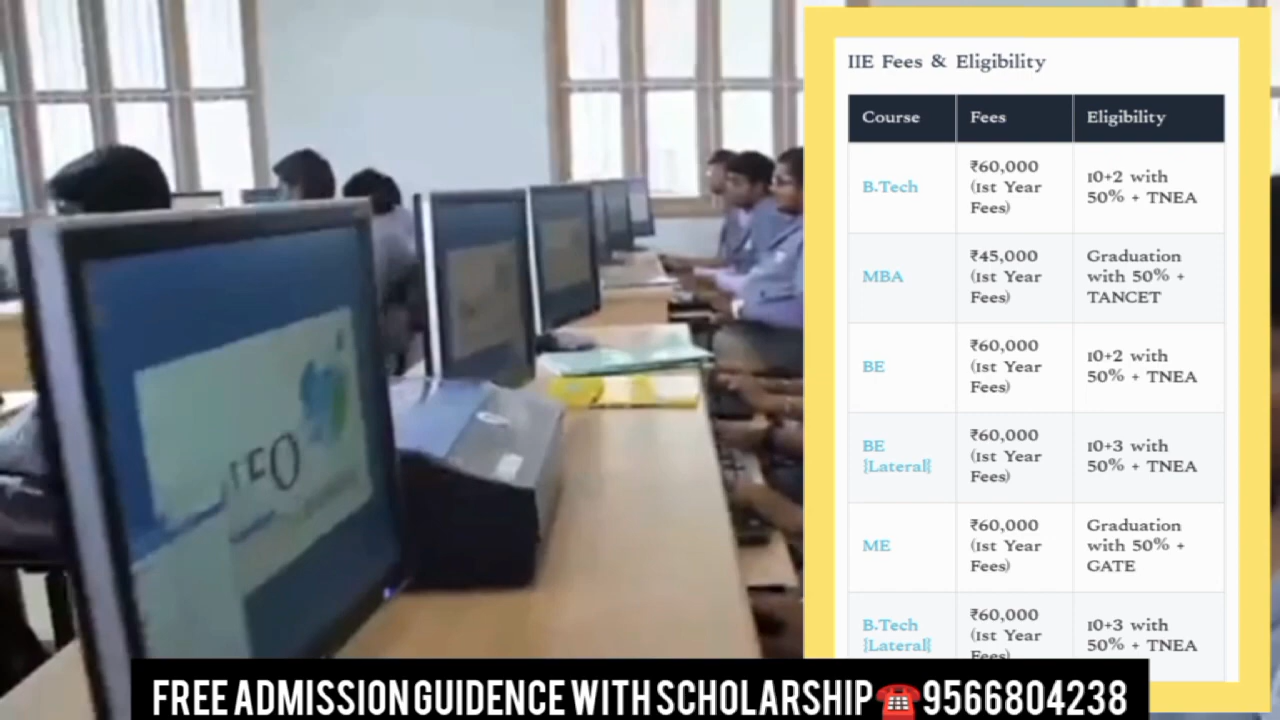 IIE Fees & Eligibility
Course Fees Eligibility
B.Tech
₹60,000
(1st Year
Fees)
10+2 with
50% + TNEA
MBA
₹45,000
(1st Year
Fees)
Graduation
with 50% +
TANCET
BE
₹60,000
(1st Year
Fees)
10+2 with
50% + TNEA
BE
{Lateral}
₹60,000
(1st Year
Fees)
10+3 with
50% + TNEA
ME
₹60,000
(1st Year
Fees)
Graduation
with 50% +
GATE
B.Tech
{Lateral}
₹60,000
(1st Year
Fees)
10+3 with
50% + TNEA
FREE ADMISSION GUIDENCE WITH SCHOLARSHIP ☎9566804238